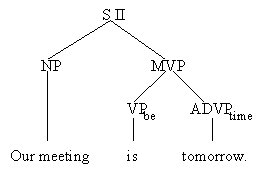 S II
NP MVP
VPbe ADVPtime
Our meeting is tomorrow.